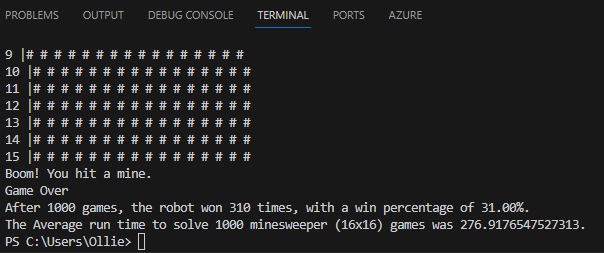 PROBLEMS OUTPUT DEBUG CONSOLE TERMINAL PORTS AZURE
9 |# # # # # # # # # # # # # # # #
10 |# # # # # # # # # # # # # # # #
11 |# # # # # # # # # # # # # # # #
12 |# # # # # # # # # # # # # # # #
13 |# # # # # # # # # # # # # # # #
14 |# # # # # # # # # # # # # # # #
15 |# # # # # # # # # # # # # # # #
Boom! You hit a mine.
Game Over
After 1000 games, the robot won 310 times, with a win percentage of 31.00%.
The Average run time to solve 1000 minesweeper (16x16) games was 276.9176547527313.
PS C:\Users\Ollie>